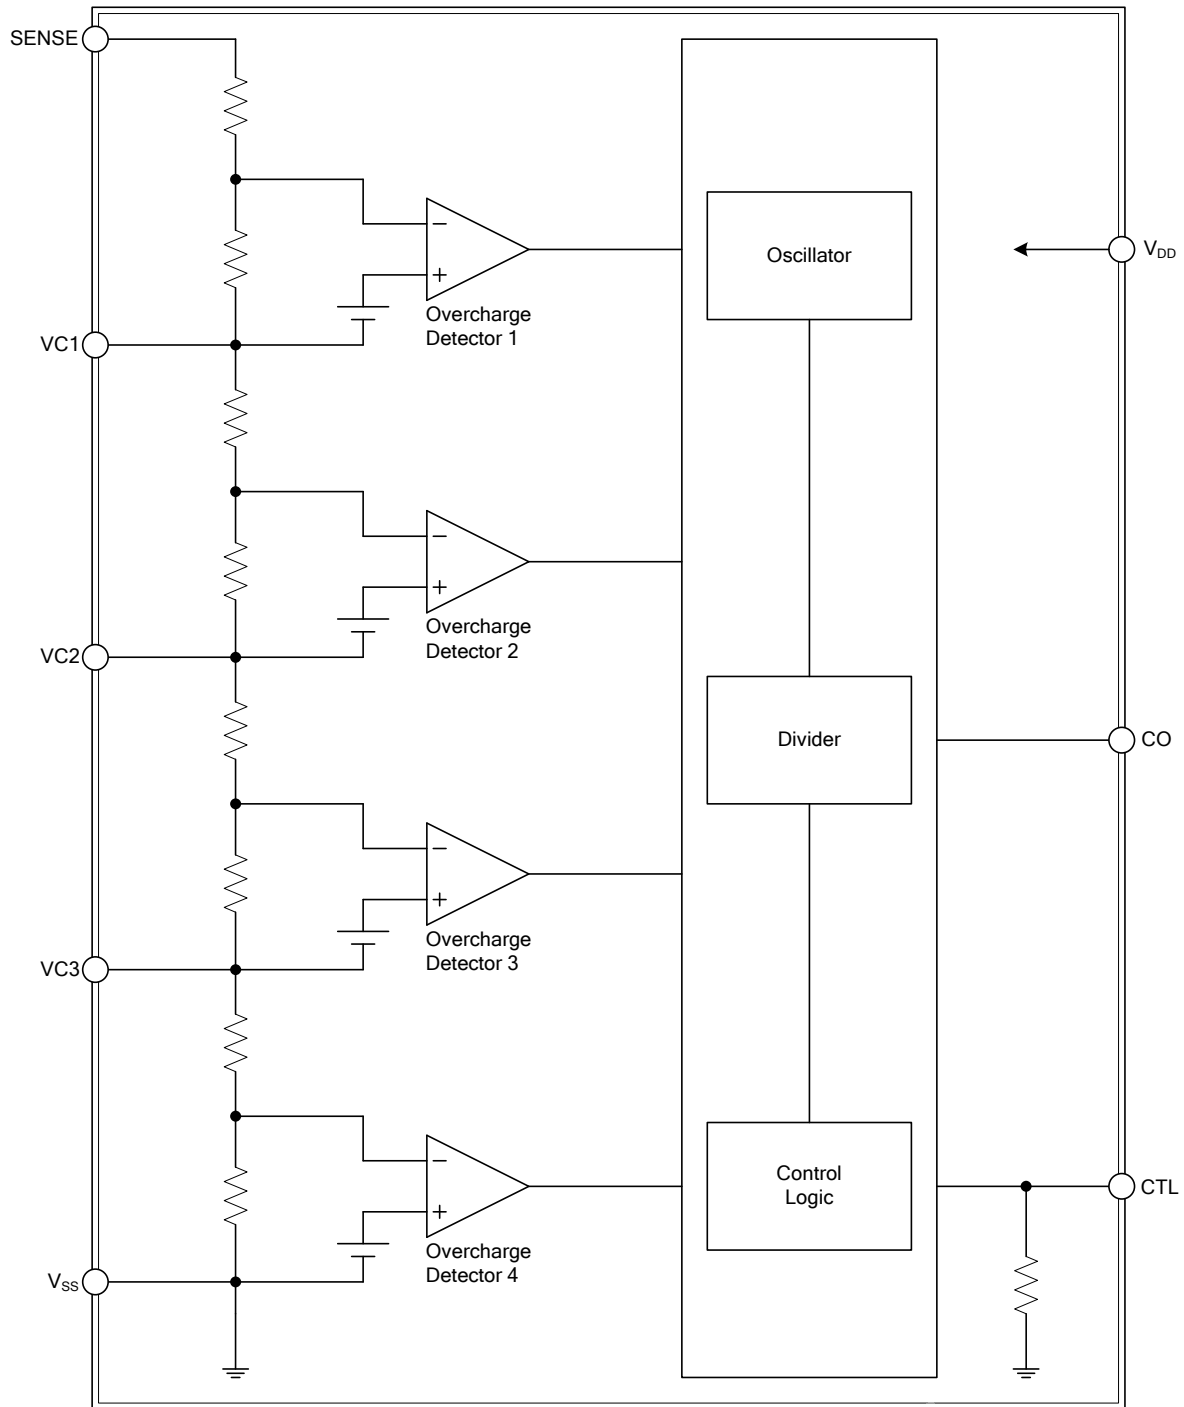 SENSE
−
+
Overcharge
Detector 1
Oscillator
VDD
VC1
−
+
Overcharge
Detector 2
VC2
Divider
CO
−
+
Overcharge
Detector 3
VC3
−
+
Overcharge
Detector 4
Control
Logic
CTL
VSS